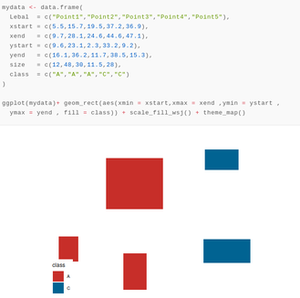 mydata <- data.frame(
Lebal = c("Point1","Point2","Point3","Point4","Point5"),
xstart = c(5.5,15.7,19.5,37.2,36.9),
xend = c(9.7,28.1,24.6,44.6,47.1),
ystart = c(9.6,23.1,2.3,33.2,9.2),
yend = c(16.1,36.2,11.7,38.5,15.3),
size = c(12,48,30,11.5,28),
class = c("A","A","A","C","C")
)
ggplot(mydata)+ geom_rect(aes(xmin = xstart,xmax = xend ,ymin = ystart ,
ymax = yend , fill = class)) + scale_fill_wsj() + theme_map()
class
A
C